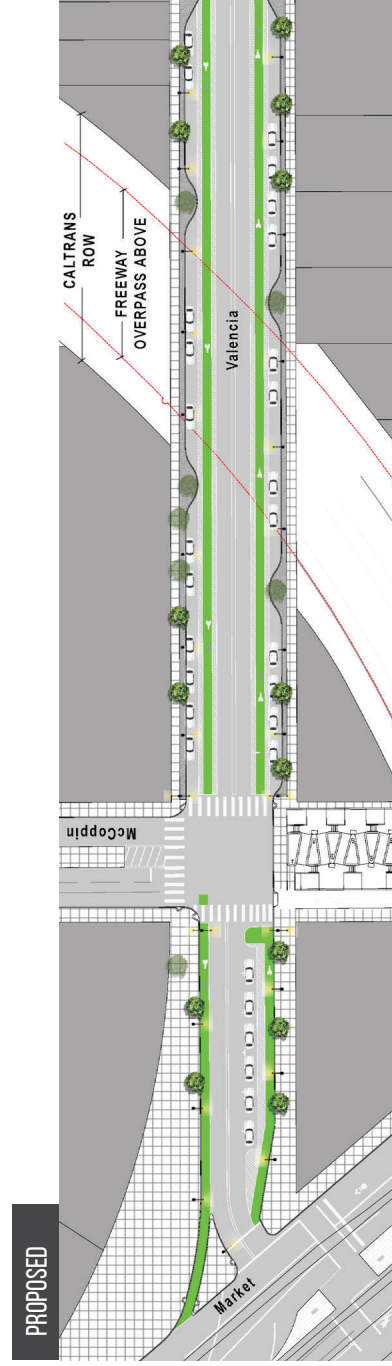 CALTRANS
ROW
FREEWAY
OVERPASS ABOVE
Valencia
McCoppin
Market
PROPOSED